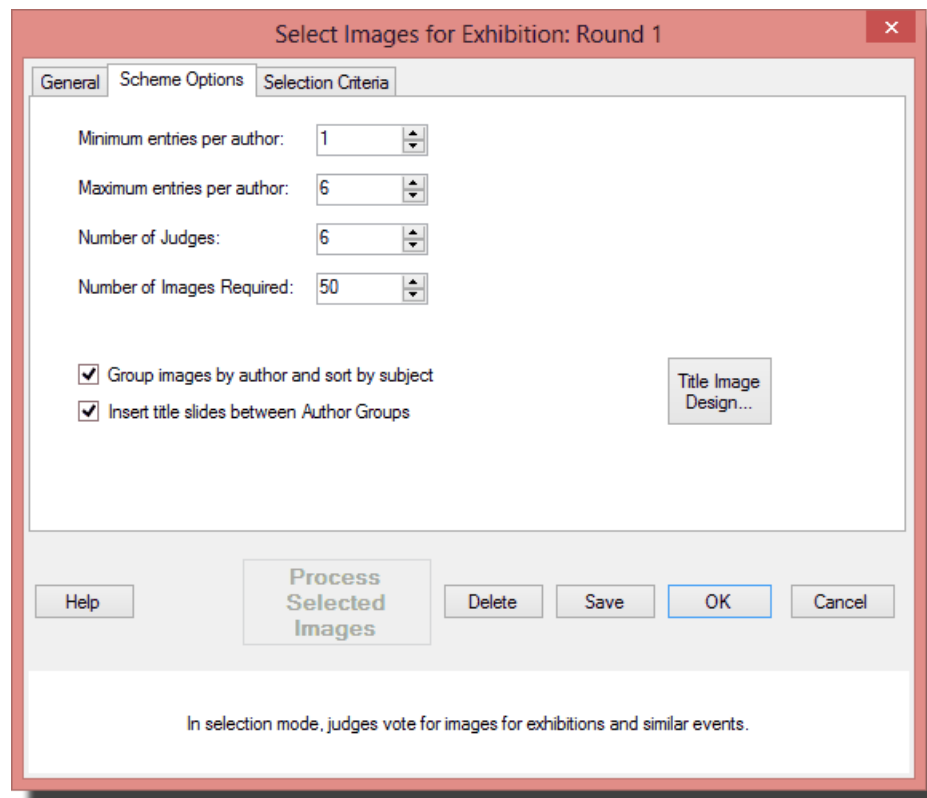 Select Images for Exhibition: Round 1
×
General Scheme Options Selection Criteria
Minimum entries per author: 1
Maximum entries per author: 6
Number of Judges: 6
Number of Images Required: 50
Group images by author and sort by subject
Insert title slides between Author Groups
Title Image
Design...
Help
Process
Selected
Images
Delete Save OK Cancel
In selection mode, judges vote for images for exhibitions and similar events.